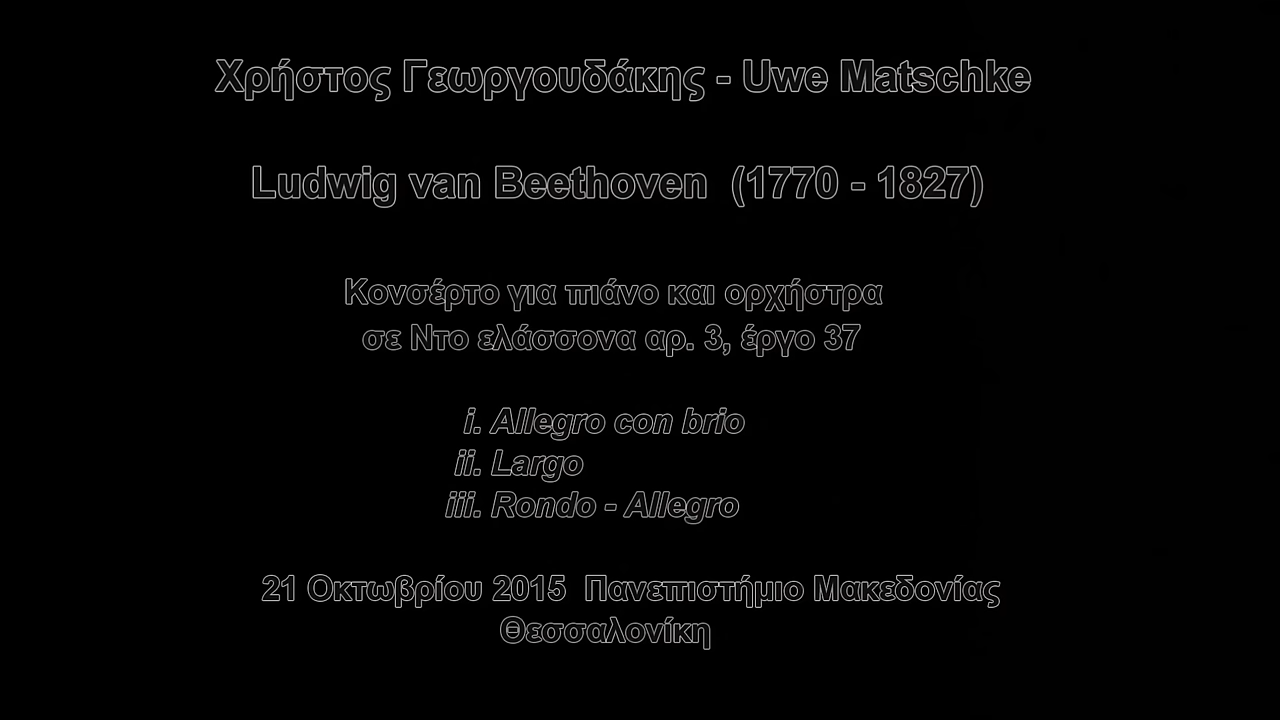 Χρήστος Γεωργουδάκης - Uwe Matschke
Ludwig van Beethoven (1770 - 1827)
Κονσέρτο για πιάνο και ορχήστρα
σε Ντο ελάσσονα αρ. 3, έργο 37
i. Allegro con brio
ii. Largo
iii. Rondo - Allegro
21 Οκτωβρίου 2015 Πανεπιστήμιο Μακεδονίας
Θεσσαλονίκη